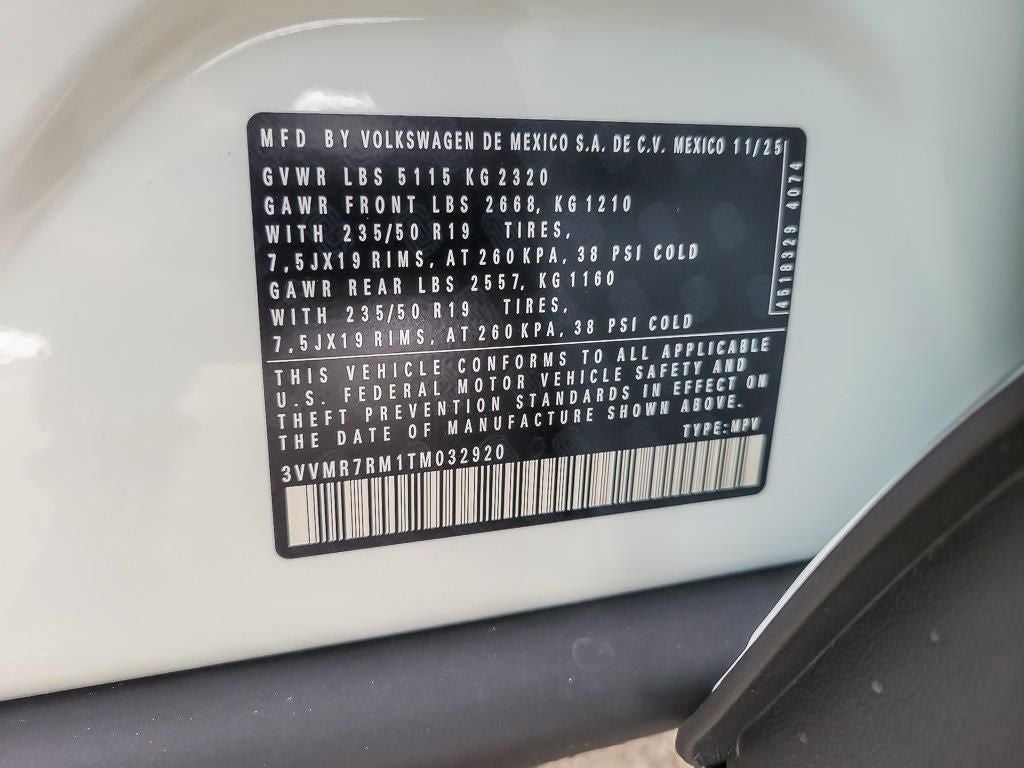 MFD BY VOLKSWAGEN DE MEXICO S.A. DE C.V. MEXICO 11/25
GVWR LBS 5115 KG 2320
GAWR FRONT LBS 2668, KG 1210
WITH 235/50 R19 TIRES,
7,5JX19 RIMS, AT 260 KPA, 38 PSI COLD
GAWR REAR LBS 2557, KG 1160
WITH 235/50 R19 TIRES,
7,5JX19 RIMS, AT 260 KPA, 38 PSI COLD
4518329 4074
THIS VEHICLE CONFORMS TO ALL APPLICABLE
U.S. FEDERAL MOTOR VEHICLE SAFETY AND
THEFT PREVENTION STANDARDS IN EFFECT ON
THE DATE OF MANUFACTURE SHOWN ABOVE.
TYPE: MPV
3VVMR7RM1TM032920